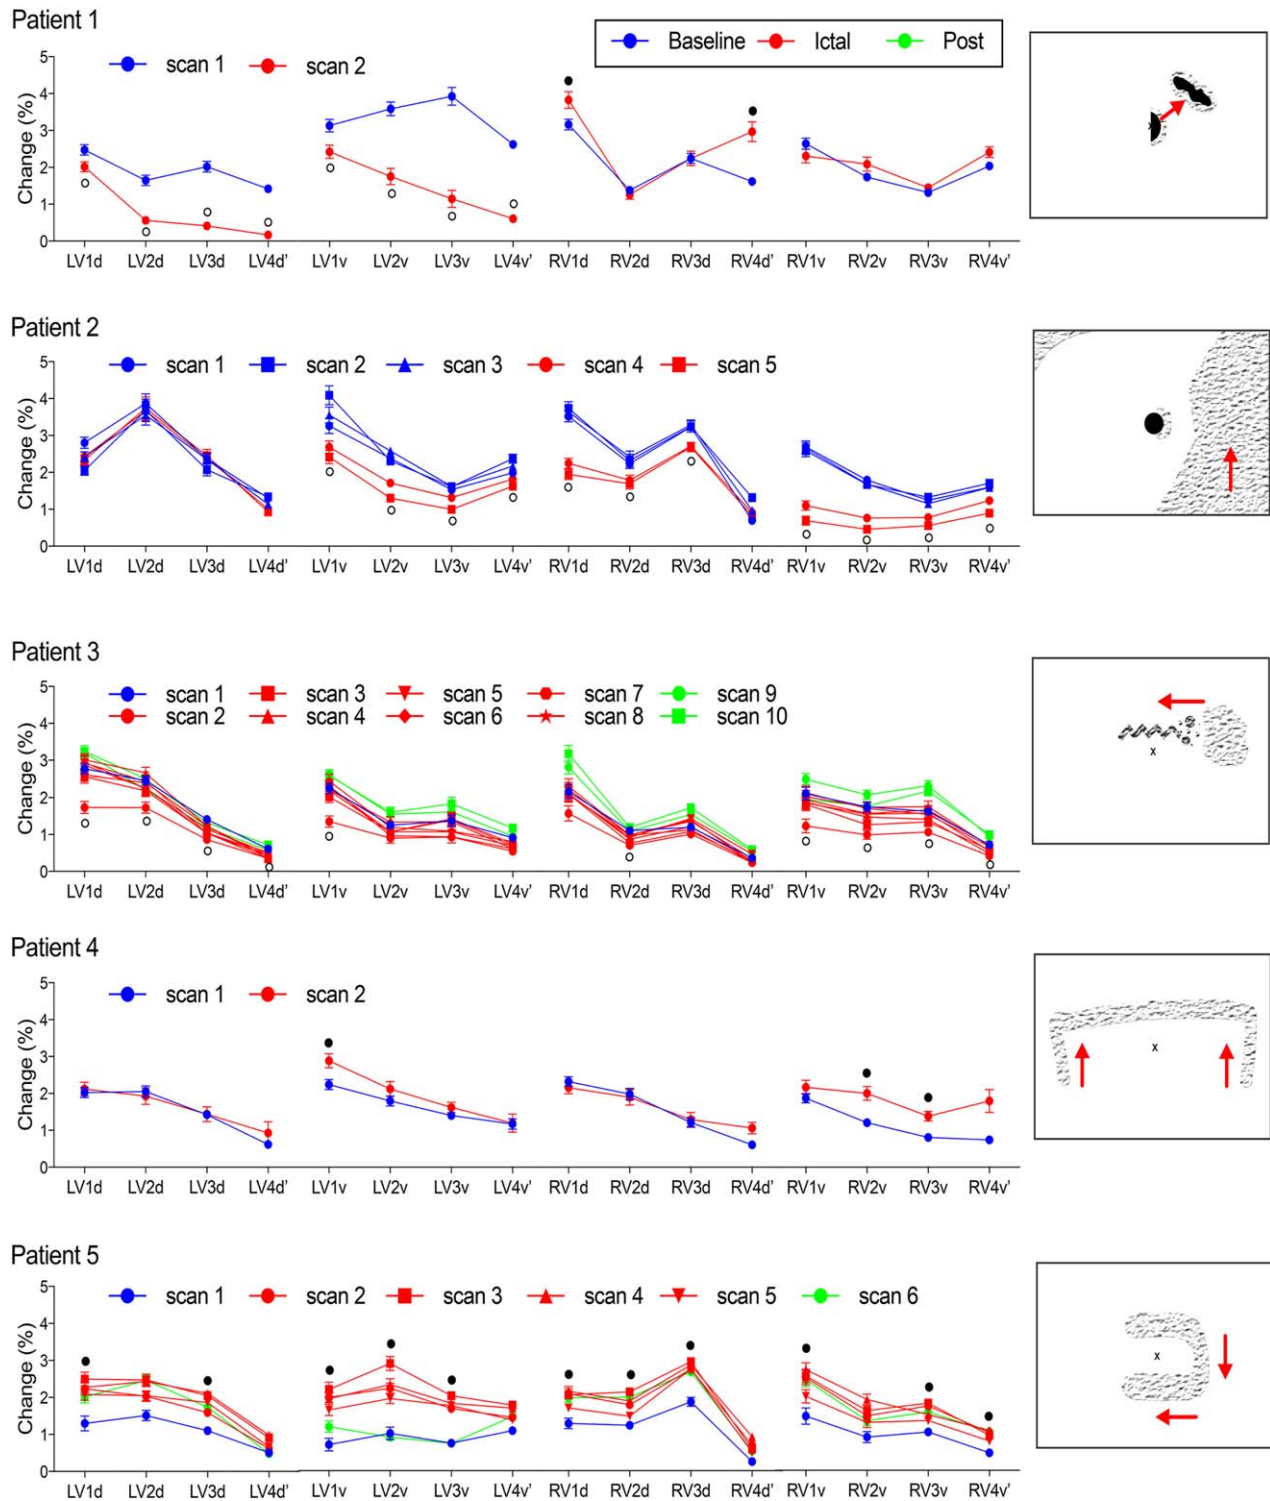 Patient 1
Baseline Ictal Post
scan 1 scan 2
Change (%)
5
4
3
2
1
0
LV1d LV2d LV3d LV4d’ LV1v LV2v LV3v LV4v’ RV1d RV2d RV3d RV4d’ RV1v RV2v RV3v RV4v’
Patient 2
scan 1 scan 2 scan 3 scan 4 scan 5
Change (%)
5
4
3
2
1
0
LV1d LV2d LV3d LV4d’ LV1v LV2v LV3v LV4v’ RV1d RV2d RV3d RV4d’ RV1v RV2v RV3v RV4v’
Patient 3
scan 1 scan 3 scan 5 scan 7 scan 9
scan 2 scan 4 scan 6 scan 8 scan 10
Change (%)
5
4
3
2
1
0
x
LV1d LV2d LV3d LV4d’ LV1v LV2v LV3v LV4v’ RV1d RV2d RV3d RV4d’ RV1v RV2v RV3v RV4v’
Patient 4
scan 1 scan 2
Change (%)
5
4
3
2
1
0
x
LV1d LV2d LV3d LV4d’ LV1v LV2v LV3v LV4v’ RV1d RV2d RV3d RV4d’ RV1v RV2v RV3v RV4v’
Patient 5
scan 1 scan 2 scan 3 scan 4 scan 5 scan 6
Change (%)
5
4
3
2
1
0
x
LV1d LV2d LV3d LV4d’ LV1v LV2v LV3v LV4v’ RV1d RV2d RV3d RV4d’ RV1v RV2v RV3v RV4v’